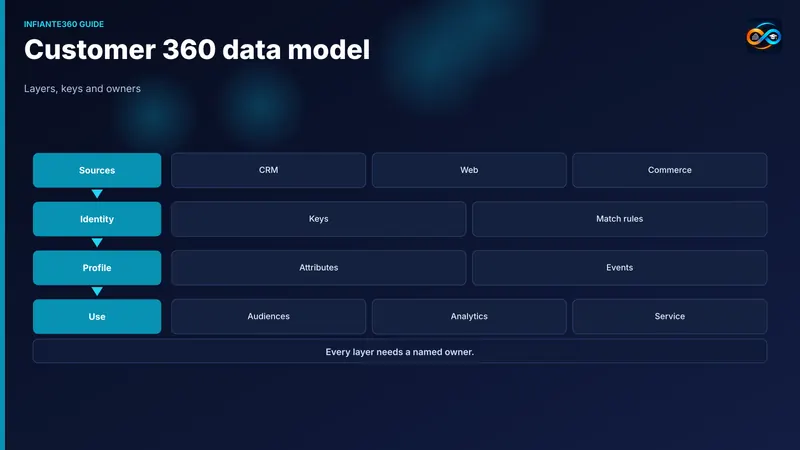 INFIANTE360 GUIDE
Customer 360 data model
Layers, keys and owners
Sources
CRM
Web
Commerce
Identity
Keys
Match rules
Profile
Attributes
Events
Use
Audiences
Analytics
Service
Every layer needs a named owner.